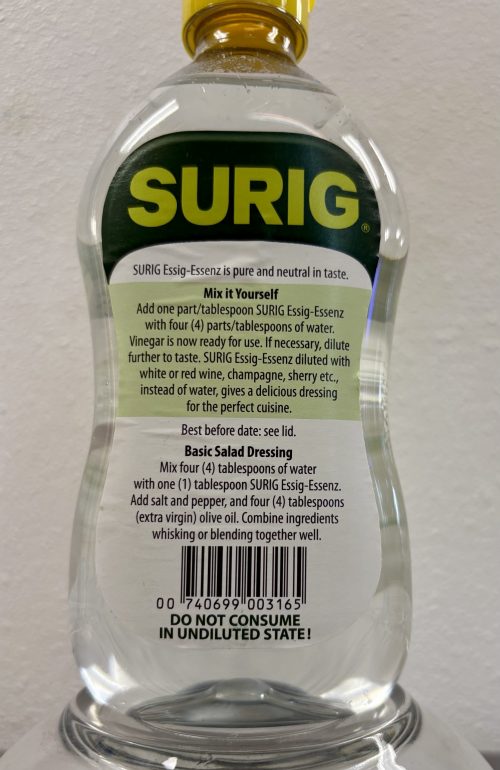 SURIG®
SURIG Essig-Essenz is pure and neutral in taste.
Mix it Yourself
Add one part/tablespoon SURIG Essig-Essenz
with four (4) parts/tablespoons of water.
Vinegar is now ready for use. If necessary, dilute
further to taste. SURIG Essig-Essenz diluted with
white or red wine, champagne, sherry etc.,
instead of water, gives a delicious dressing
for the perfect cuisine.
Best before date: see lid.
Basic Salad Dressing
Mix four (4) tablespoons of water
with one (1) tablespoon SURIG Essig-Essenz.
Add salt and pepper, and four (4) tablespoons
(extra virgin) olive oil. Combine ingredients
whisking or blending together well.
00 740699 003165
DO NOT CONSUME
IN UNDILUTED STATE!